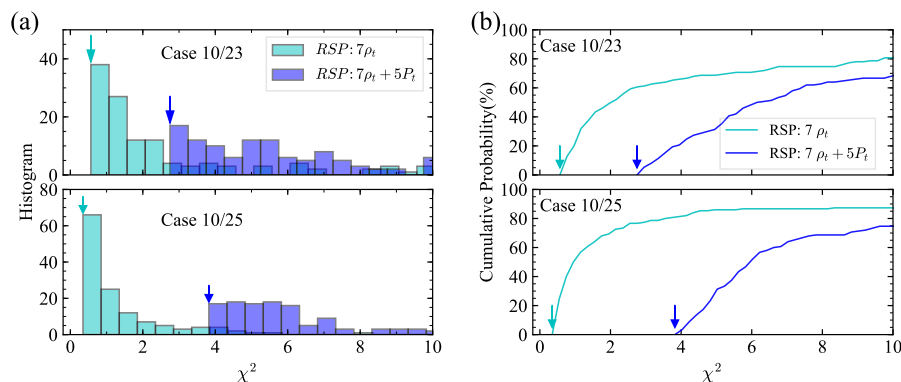 (a)
Case 10/23
RSP: 7ρ_t
RSP: 7ρ_t + 5P_t
40
20
0
Histogram
Case 10/25
80
60
40
20
0
0 2 4 6 8 10
χ²
(b)
Case 10/23
100
80
60
40
20
0
RSP: 7 ρ_t
RSP: 7 ρ_t + 5P_t
Cumulative Probability(%)
Case 10/25
100
80
60
40
20
0
0 2 4 6 8 10
χ²